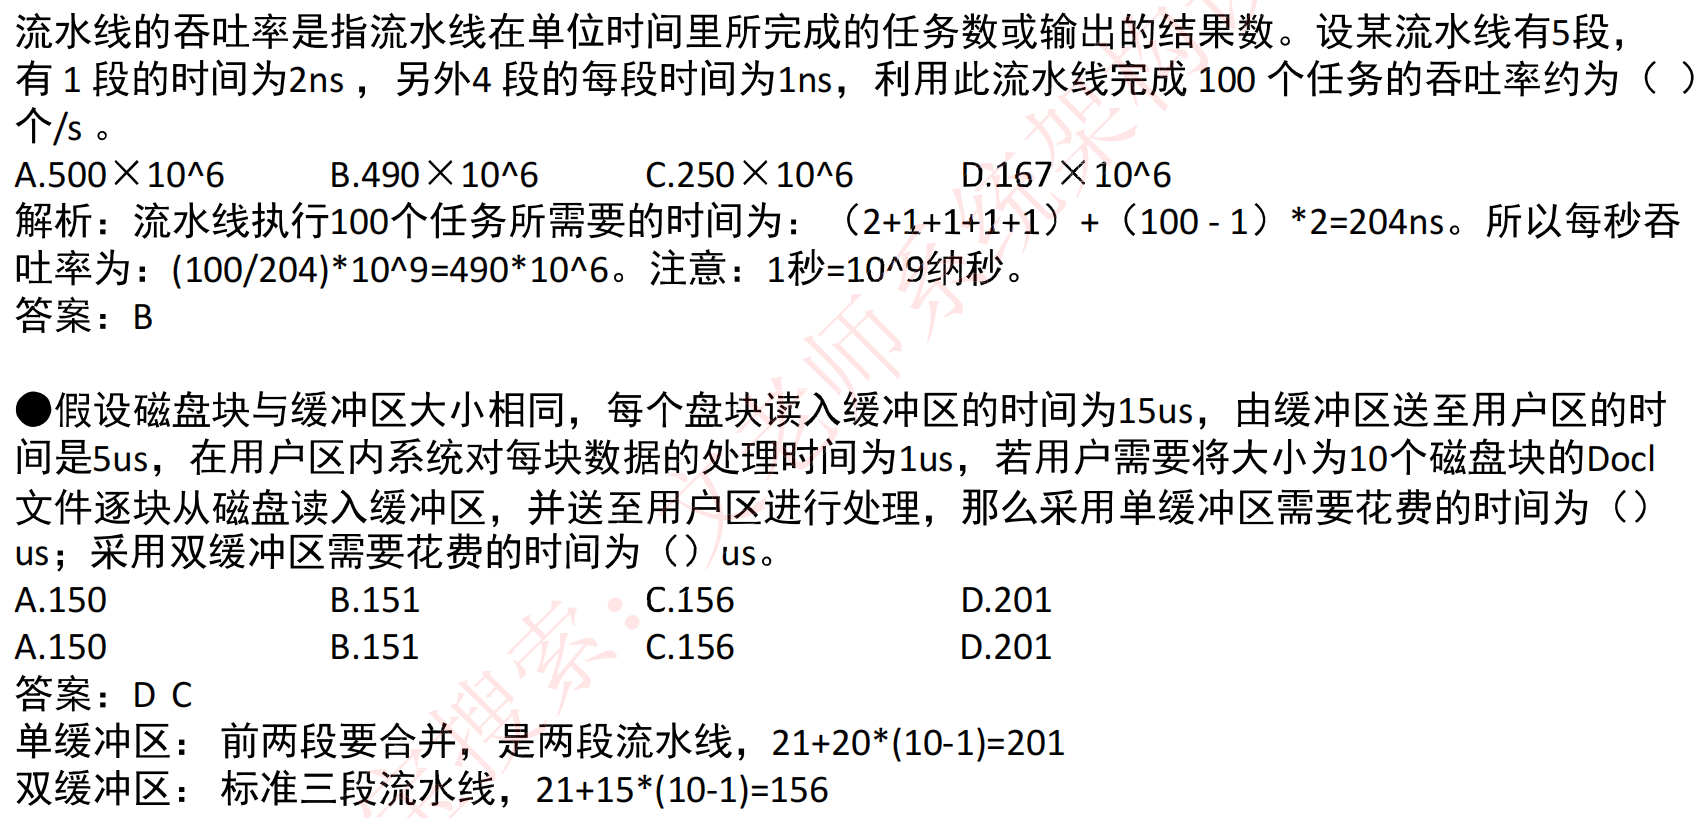 流水线的吞吐率是指流水线在单位时间里所完成的任务数或输出的结果数。设某流水线有5段，
有 1 段的时间为2ns ，另外4 段的每段时间为1ns，利用此流水线完成 100 个任务的吞吐率约为（ ）
个/s 。
A.500×10^6 B.490×10^6 C.250×10^6 D.167×10^6
解析：流水线执行100个任务所需要的时间为：（2+1+1+1+1）+（100 - 1）*2=204ns。所以每秒吞
吐率为：(100/204)*10^9=490*10^6。注意：1秒=10^9纳秒。
答案：B
●假设磁盘块与缓冲区大小相同，每个盘块读入缓冲区的时间为15us，由缓冲区送至用户区的时
间是5us，在用户区内系统对每块数据的处理时间为1us，若用户需要将大小为10个磁盘块的Docl
文件逐块从磁盘读入缓冲区，并送至用户区进行处理，那么采用单缓冲区需要花费的时间为（）
us；采用双缓冲区需要花费的时间为（）us。
A.150 B.151 C.156 D.201
A.150 B.151 C.156 D.201
答案：D C
单缓冲区： 前两段要合并，是两段流水线，21+20*(10-1)=201
双缓冲区： 标准三段流水线，21+15*(10-1)=156
搜索：文老师系统架构